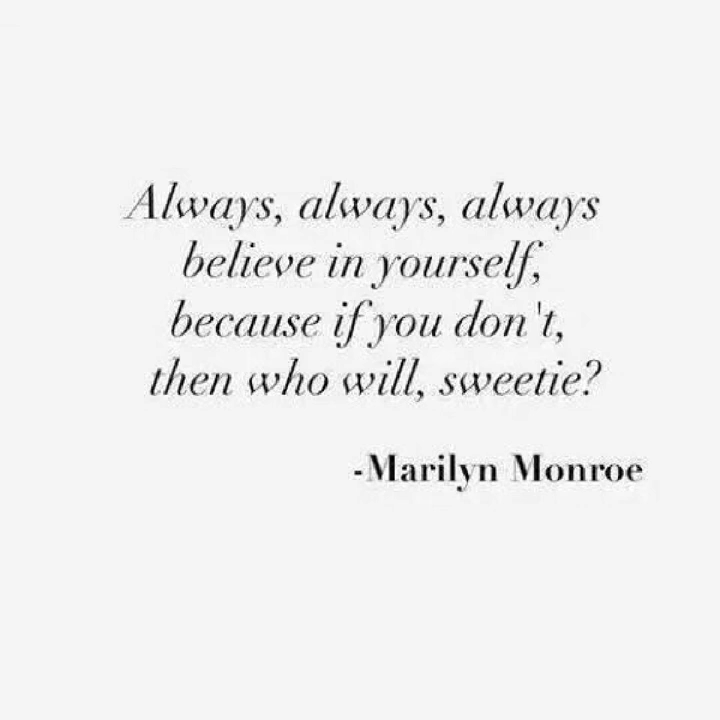 Always, always, always
believe in yourself,
because if you don't,
then who will, sweetie?
-Marilyn Monroe